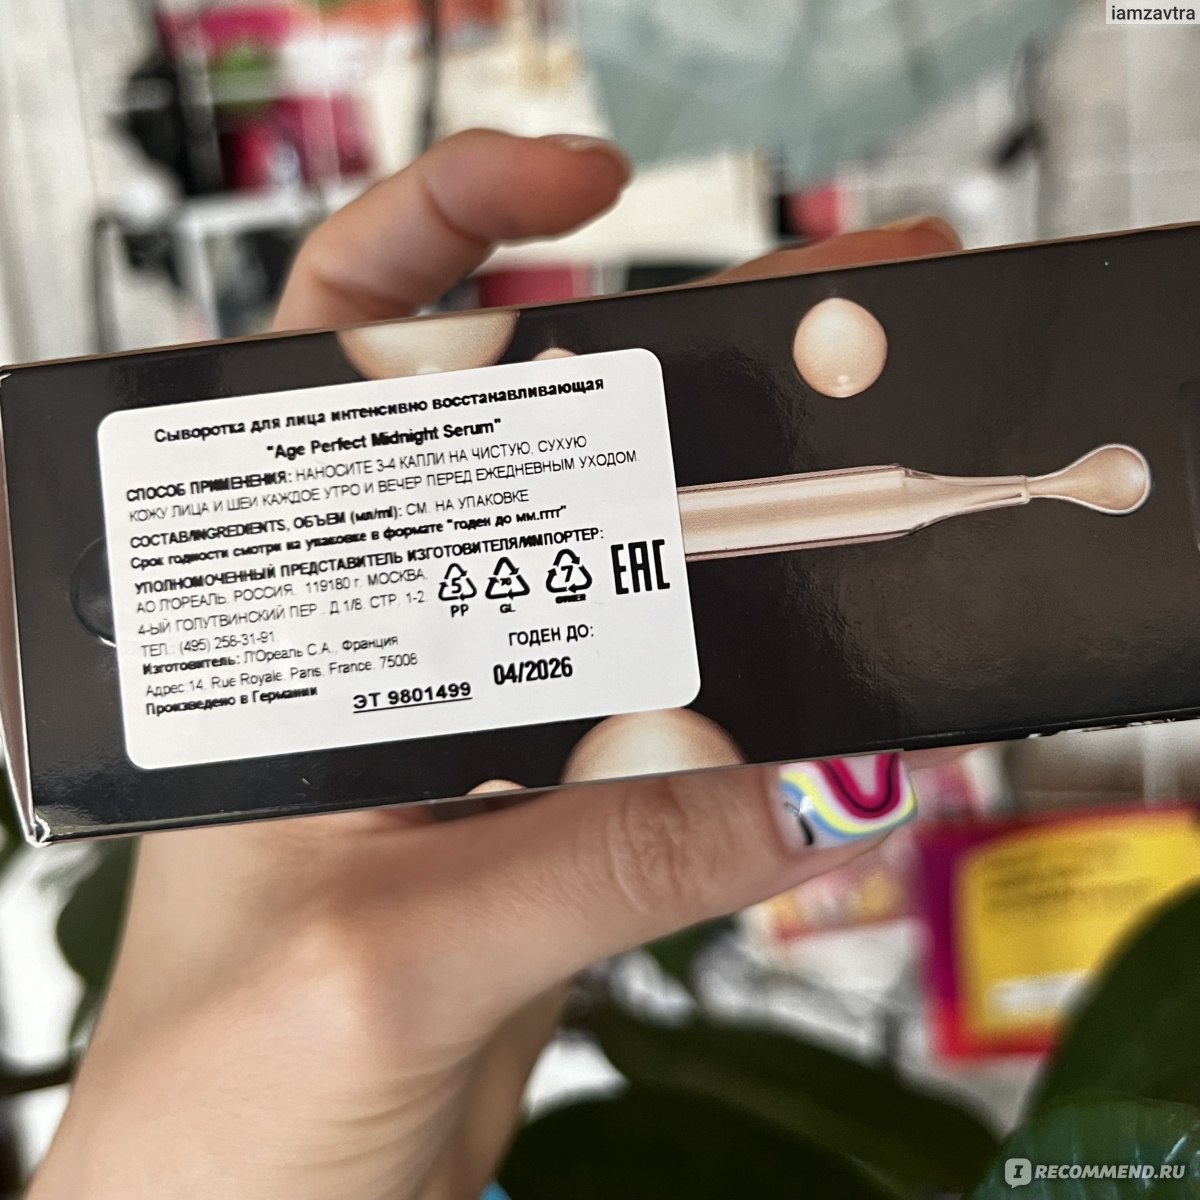 iamzavtra
Сыворотка для лица интенсивно восстанавливающая
"Age Perfect Midnight Serum"
СПОСОБ ПРИМЕНЕНИЯ: НАНОСИТЕ 3-4 КАПЛИ НА ЧИСТУЮ, СУХУЮ
КОЖУ ЛИЦА И ШЕИ КАЖДОЕ УТРО И ВЕЧЕР ПЕРЕД ЕЖЕДНЕВНЫМ УХОДОМ.
СОСТАВ/INGREDIENTS, ОБЪЕМ (мл/ml): СМ. НА УПАКОВКЕ
Срок годности смотри на упаковке в формате "годен до мм.гггг"
УПОЛНОМОЧЕННЫЙ ПРЕДСТАВИТЕЛЬ ИЗГОТОВИТЕЛЯ/ИМПОРТЕР:
АО Л'ОРЕАЛЬ. РОССИЯ, 119180 г. МОСКВА,
4-ЫЙ ГОЛУТВИНСКИЙ ПЕР., Д 1/8. СТР. 1-2.
ТЕЛ.: (495) 258-31-91.
Изготовитель: Л'Ореаль С.А., Франция
Адрес:14, Rue Royale, Paris, France, 75008
Произведено в Германии
ЭТ 9801499
5 70 7 EAC
PP GL
ГОДЕН ДО:
04/2026
IRECOMMEND.RU